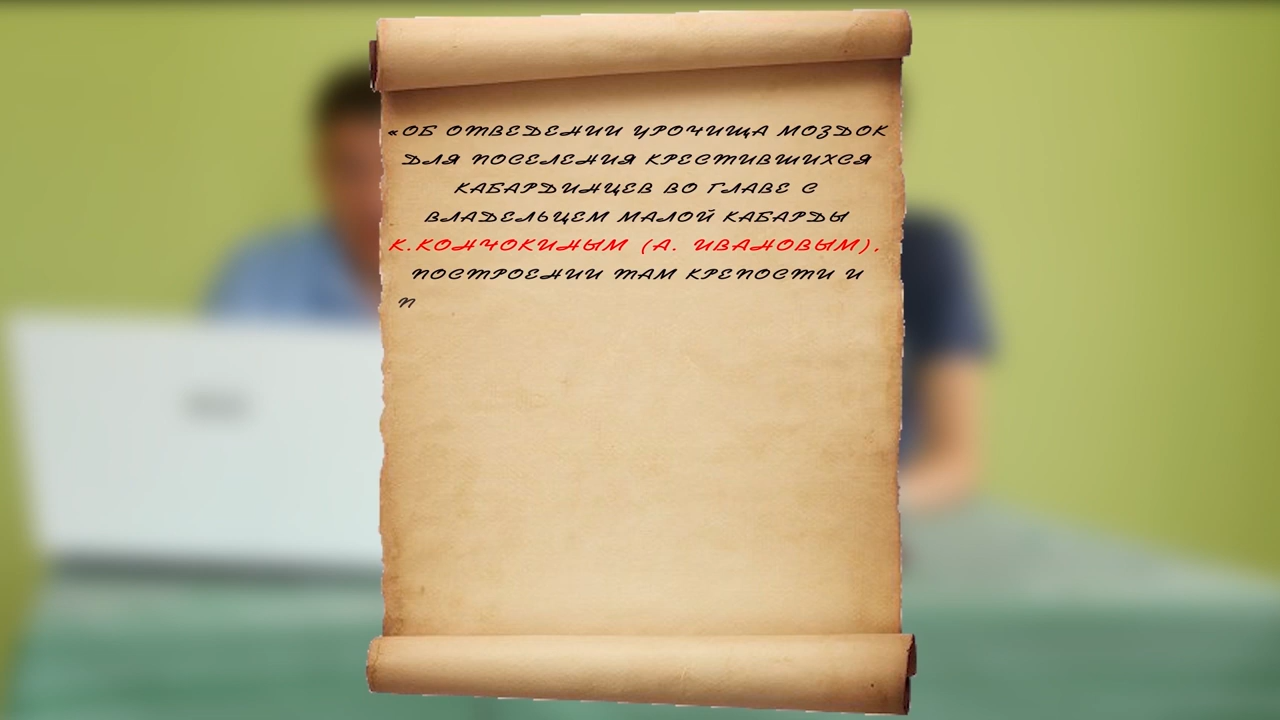 «ОБ ОТВЕДЕНИИ УРОЧИЩА МОЗДОК
ДЛЯ ПОСЕЛЕНИЯ КРЕСТИВШИХСЯ
КАБАРДИНЦЕВ ВО ГЛАВЕ С
ВЛАДЕЛЬЦЕМ МАЛОЙ КАБАРДЫ
К.КОНЧОКИНЫМ (А. ИВАНОВЫМ),
ПОСТРОЕНИИ ТАМ КРЕПОСТИ И
П